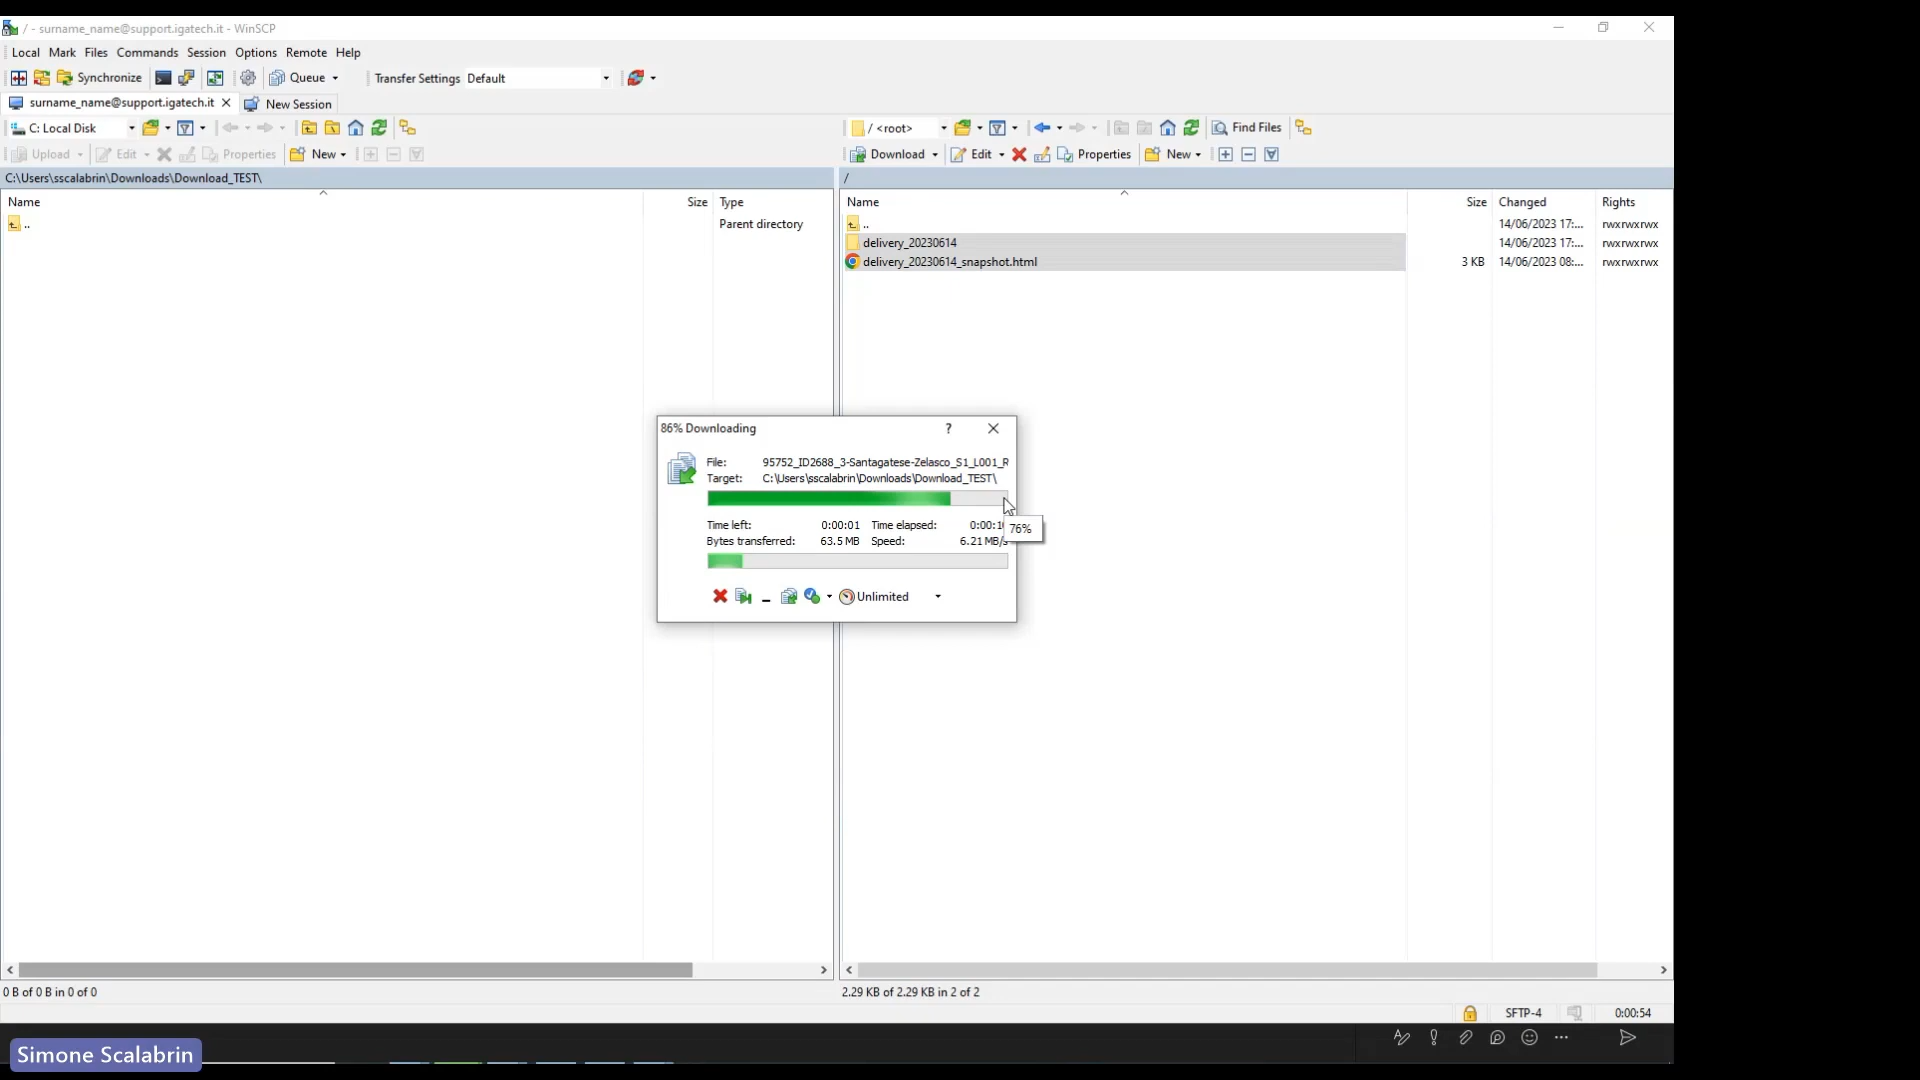 / - surname_name@support.igatech.it - WinSCP
Local Mark Files Commands Session Options Remote Help
Synchronize Queue Transfer Settings Default
surname_name@support.igatech.it New Session
C: Local Disk / <root> Find Files
Upload Edit Properties New Download Edit Properties New
C:\Users\sscalabrin\Downloads\Download_TEST\ /
Name Size Type Name Size Changed Rights
.. Parent directory .. 14/06/2023 17:... rwxrwxrwx
delivery_20230614 14/06/2023 17:... rwxrwxrwx
delivery_20230614_snapshot.html 3 KB 14/06/2023 08:... rwxrwxrwx
86% Downloading ?
File: 95752_ID2688_3-Santagatese-Zelasco_S1_L001_R
Target: C:\Users\sscalabrin\Downloads\Download_TEST\
Time left: 0:00:01 Time elapsed:
76%
Bytes transferred: 63.5 MB Speed: 6.21 MB/s
Unlimited
0 B of 0 B in 0 of 0 2.29 KB of 2.29 KB in 2 of 2
SFTP-4 0:00:54
Simone Scalabrin